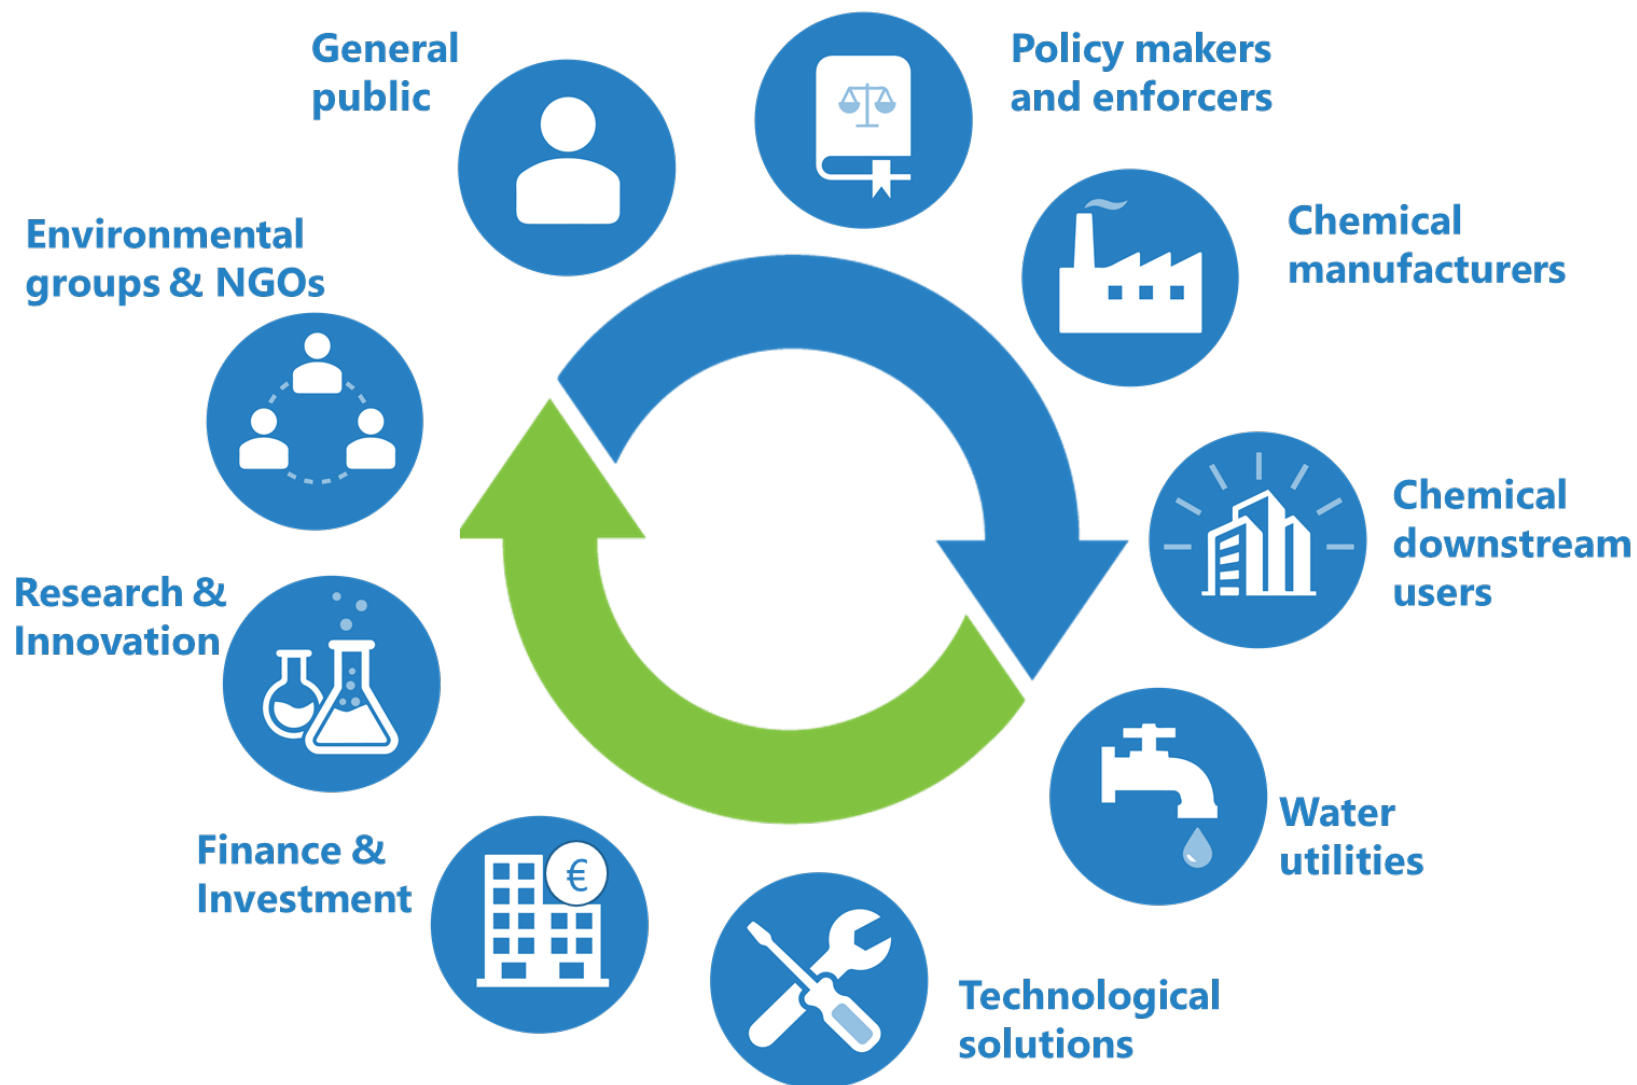 General
public
Policy makers
and enforcers
Chemical
manufacturers
Environmental
groups & NGOs
Chemical
downstream
users
Research &
Innovation
Water
utilities
Finance &
Investment
€
Technological
solutions